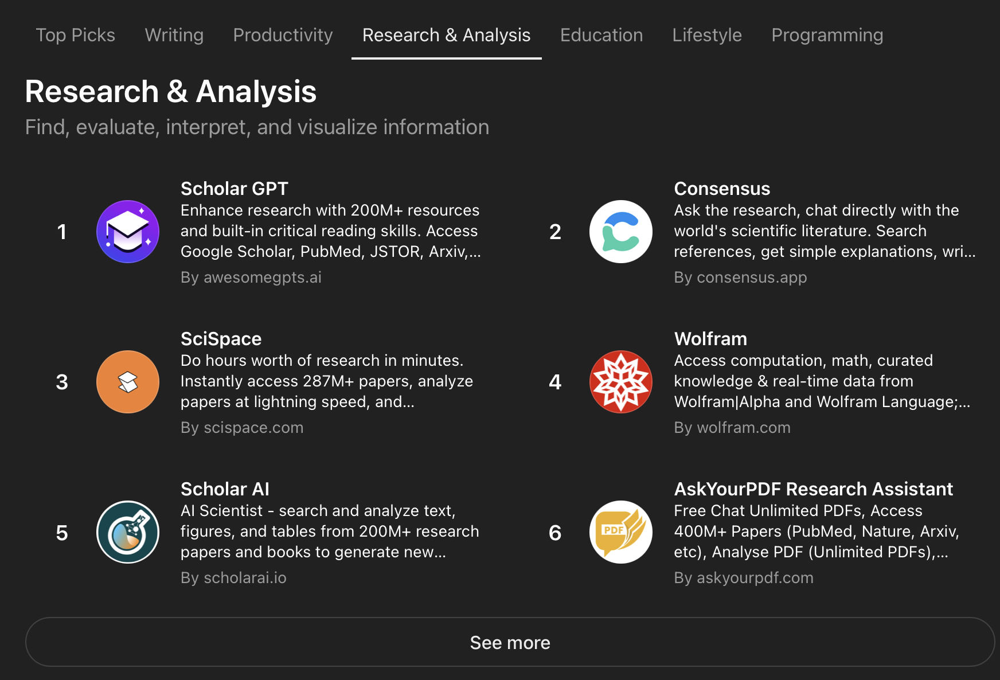 Top Picks Writing Productivity Research & Analysis Education Lifestyle Programming
Research & Analysis
Find, evaluate, interpret, and visualize information
1
Scholar GPT
Enhance research with 200M+ resources
and built-in critical reading skills. Access
Google Scholar, PubMed, JSTOR, Arxiv,...
By awesomegpts.ai
2
Consensus
Ask the research, chat directly with the
world's scientific literature. Search
references, get simple explanations, wri...
By consensus.app
3
SciSpace
Do hours worth of research in minutes.
Instantly access 287M+ papers, analyze
papers at lightning speed, and...
By scispace.com
4
Wolfram
Access computation, math, curated
knowledge & real-time data from
Wolfram|Alpha and Wolfram Language;...
By wolfram.com
5
Scholar AI
AI Scientist - search and analyze text,
figures, and tables from 200M+ research
papers and books to generate new...
By scholarai.io
6
PDF
AskYourPDF Research Assistant
Free Chat Unlimited PDFs, Access
400M+ Papers (PubMed, Nature, Arxiv,
etc), Analyse PDF (Unlimited PDFs),...
By askyourpdf.com
See more